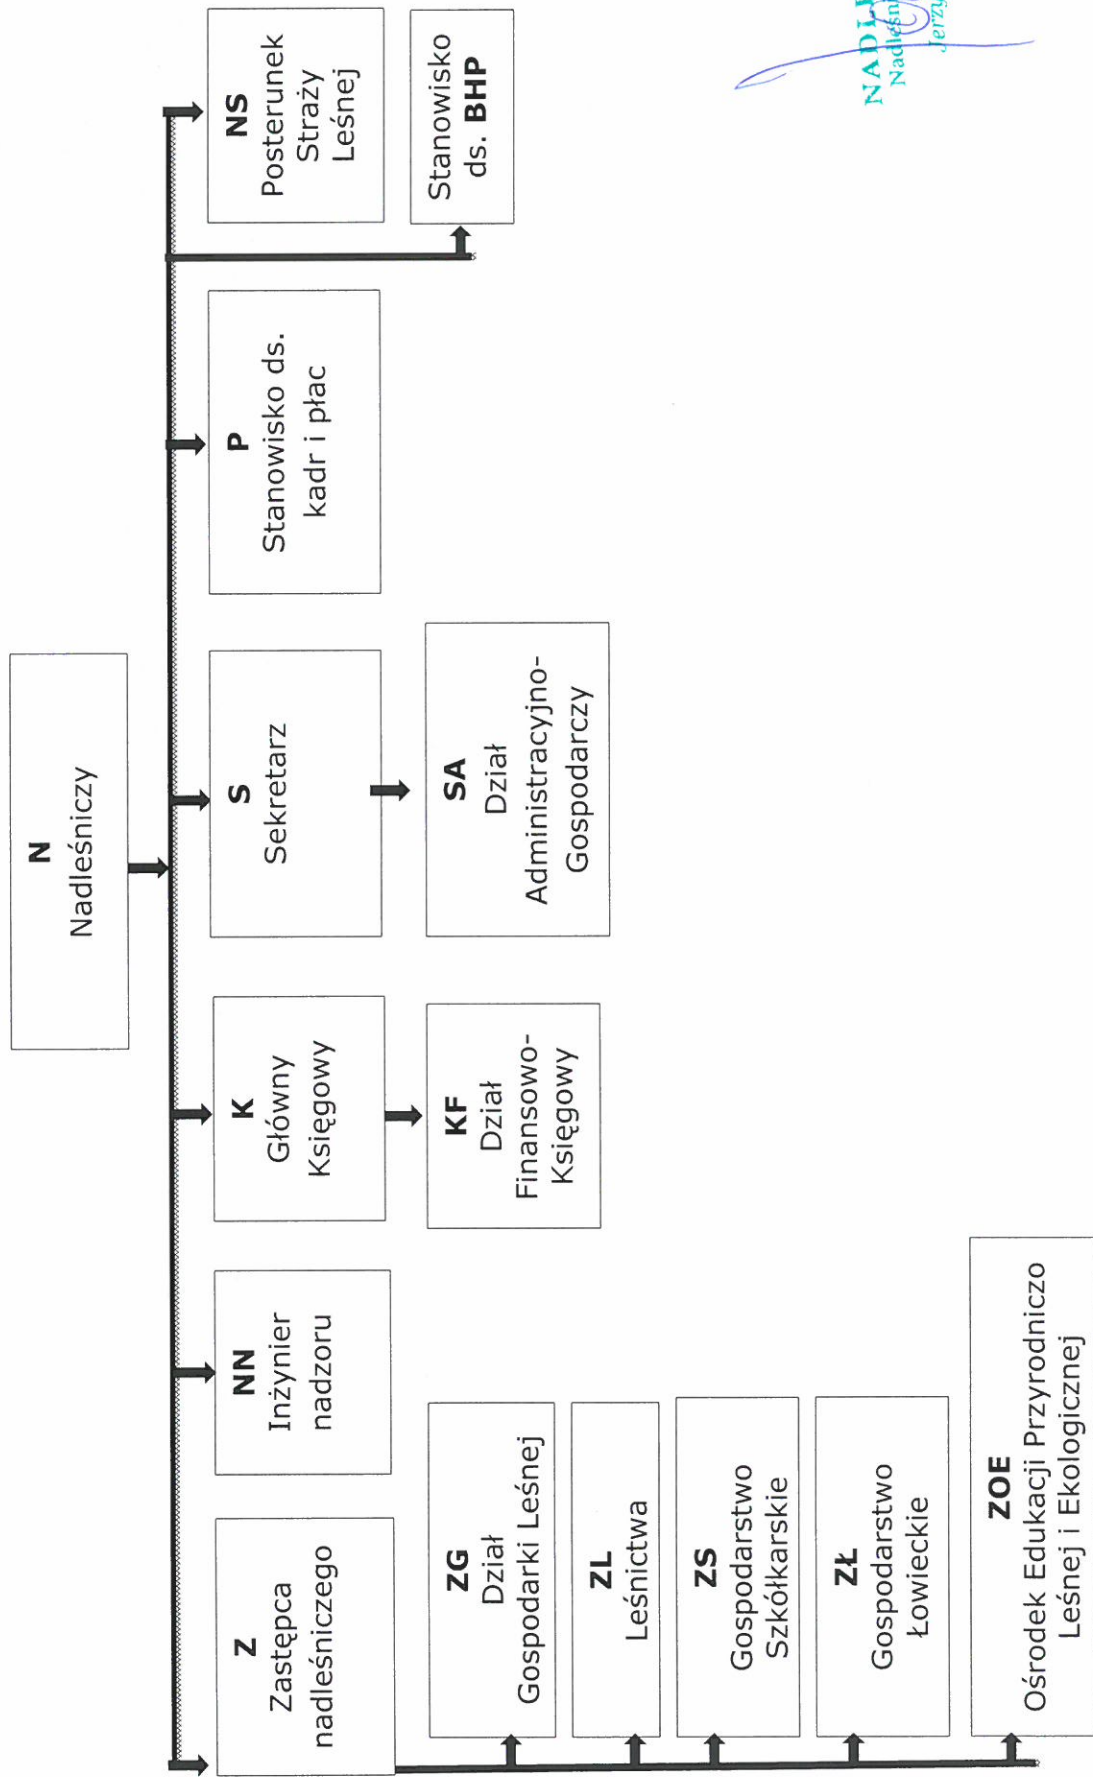 N
Nadleśniczy
Z
Zastępca
nadleśniczego
NN
Inżynier
nadzoru
K
Główny
Księgowy
S
Sekretarz
P
Stanowisko ds.
kadr i płac
NS
Posterunek
Straży
Leśnej
Stanowisko
ds. BHP
ZG
Dział
Gospodarki Leśnej
KF
Dział
Finansowo-
Księgowy
SA
Dział
Administracyjno-
Gospodarczy
ZL
Leśnictwa
ZS
Gospodarstwo
Szkółkarskie
ZŁ
Gospodarstwo
Łowieckie
ZOE
Ośrodek Edukacji Przyrodniczo
Leśnej i Ekologicznej
Jerzy